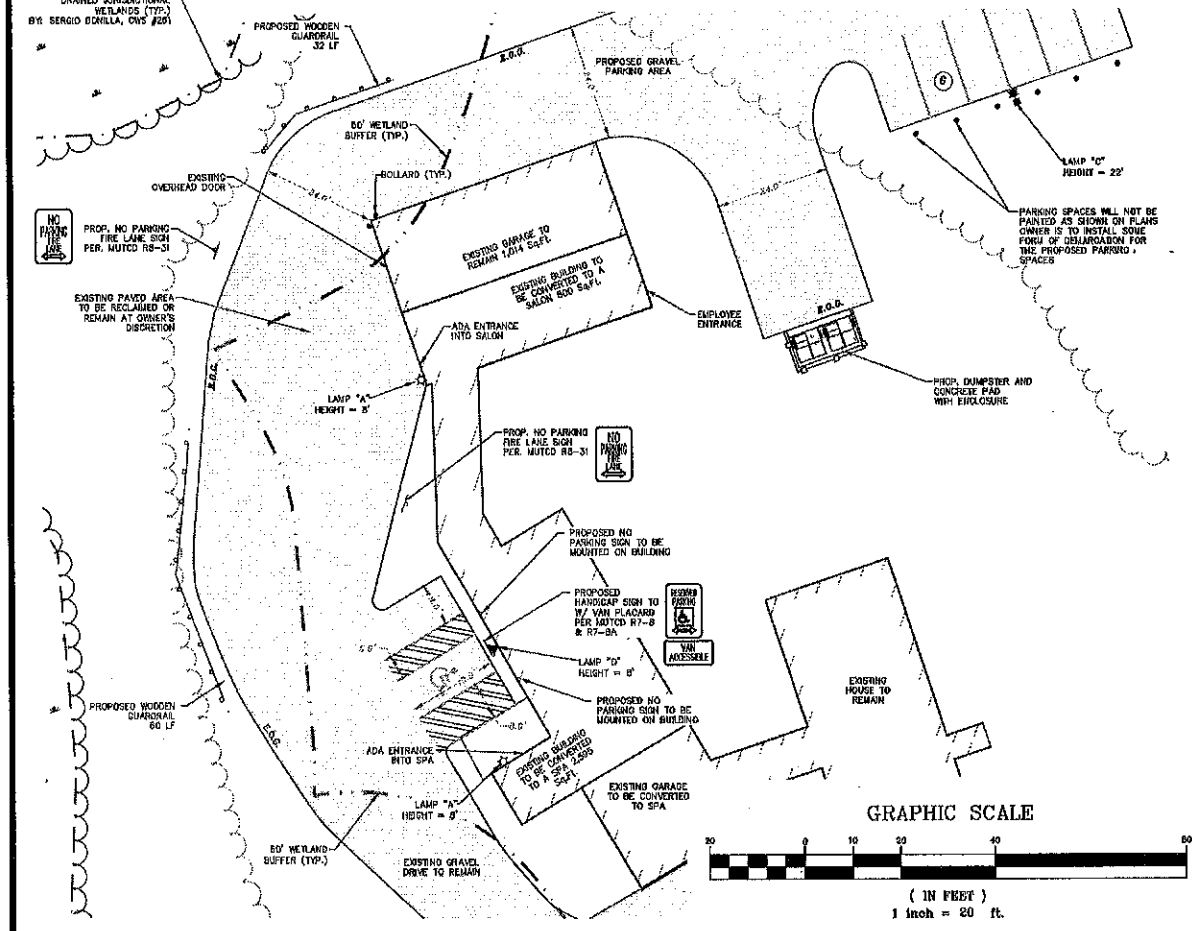 DRAINED JURISDICTIONAL
WETLANDS (TYP.)
BY: SERGIO BONILLA, CWS #261
PROPOSED WOODEN
GUARDRAIL
32 LF
E.O.G.
PROPOSED GRAVEL
PARKING AREA
24.0'
6
50' WETLAND
BUFFER (TYP.)
LAMP "C"
HEIGHT = 22'
EXISTING
OVERHEAD DOOR
BOLLARD (TYP.)
24.0'
24.0'
NO
PARKING
FIRE
LANE
PROP. NO PARKING
FIRE LANE SIGN
PER. MUTCD R8-31
PARKING SPACES WILL NOT BE
PAINTED AS SHOWN ON PLANS
OWNER IS TO INSTALL SOME
FORM OF DEMARCATION FOR
THE PROPOSED PARKING
SPACES
EXISTING GARAGE TO
REMAIN 1,014 Sq.Ft.
EXISTING BUILDING TO
BE CONVERTED TO A
SALON 800 Sq.Ft.
EXISTING PAVED AREA
TO BE RECLAIMED OR
REMAIN AT OWNER'S
DISCRETION
EMPLOYEE
ENTRANCE
E.O.G.
ADA ENTRANCE
INTO SALON
E.O.G.
LAMP "A"
HEIGHT = 8'
PROP. DUMPSTER AND
CONCRETE PAD
WITH ENCLOSURE
PROP. NO PARKING
FIRE LANE SIGN
PER. MUTCD R8-31
NO
PARKING
FIRE
LANE
PROPOSED NO
PARKING SIGN TO BE
MOUNTED ON BUILDING
PROPOSED
HANDICAP SIGN TO
W/ VAN PLACARD
PER MUTCD R7-8
& R7-8A
RESERVED
PARKING
VAN
ACCESSIBLE
8.0'
LAMP "D"
HEIGHT = 8'
PROPOSED NO
PARKING SIGN TO BE
MOUNTED ON BUILDING
8.0'
EXISTING
HOUSE TO
REMAIN
PROPOSED WOODEN
GUARDRAIL
60 LF
E.O.G.
ADA ENTRANCE
INTO SPA
EXISTING BUILDING
TO BE CONVERTED
TO A SPA 2,595
Sq.Ft.
EXISTING GARAGE
TO BE CONVERTED
TO SPA
LAMP "A"
HEIGHT = 8'
50' WETLAND
BUFFER (TYP.)
EXISTING GRAVEL
DRIVE TO REMAIN
GRAPHIC SCALE
20 0 10 20 40 80
( IN FEET )
1 inch = 20 ft.